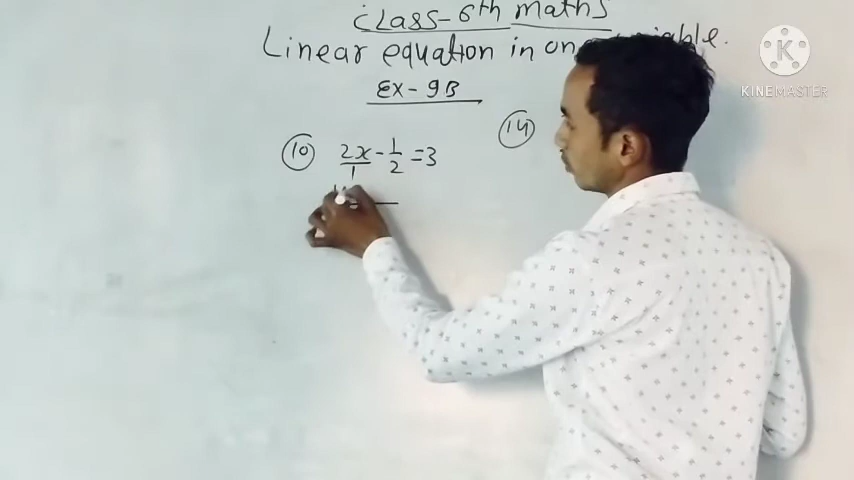 CLASS-6th maths
Linear equation in one variable.
EX-9B
10 2x/1 - 1/2 = 3
14
K
KINEMASTER